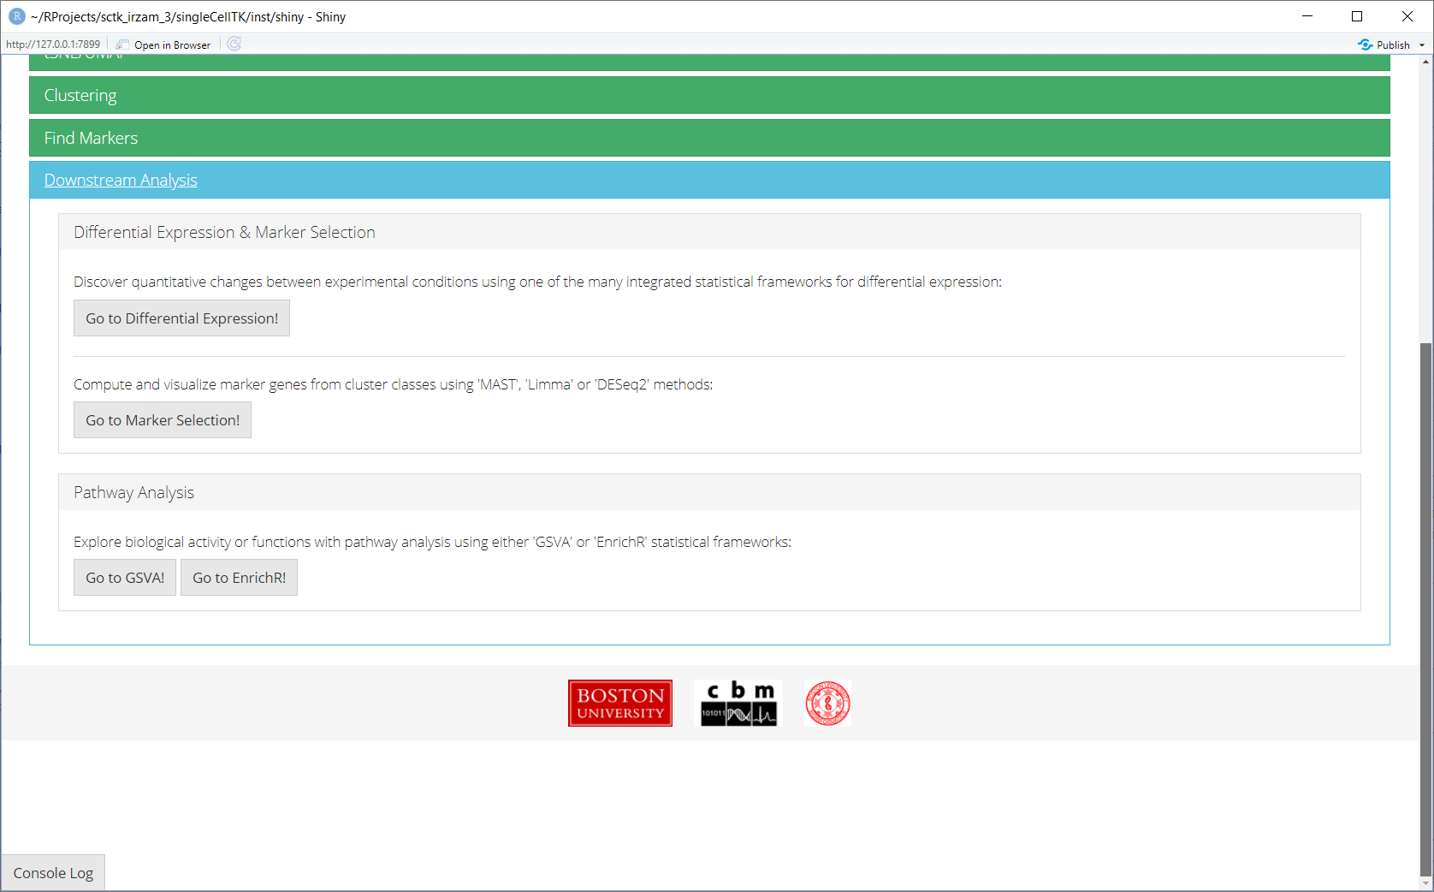 R ~/RProjects/sctk_irzam_3/singleCellTK/inst/shiny - Shiny
http://127.0.0.1:7899 Open in Browser Publish
Clustering
Find Markers
Downstream Analysis
Differential Expression & Marker Selection
Discover quantitative changes between experimental conditions using one of the many integrated statistical frameworks for differential expression:
Go to Differential Expression!
Compute and visualize marker genes from cluster classes using 'MAST', 'Limma' or 'DESeq2' methods:
Go to Marker Selection!
Pathway Analysis
Explore biological activity or functions with pathway analysis using either 'GSVA' or 'EnrichR' statistical frameworks:
Go to GSVA! Go to EnrichR!
BOSTON
UNIVERSITY
cbm
101011
Console Log